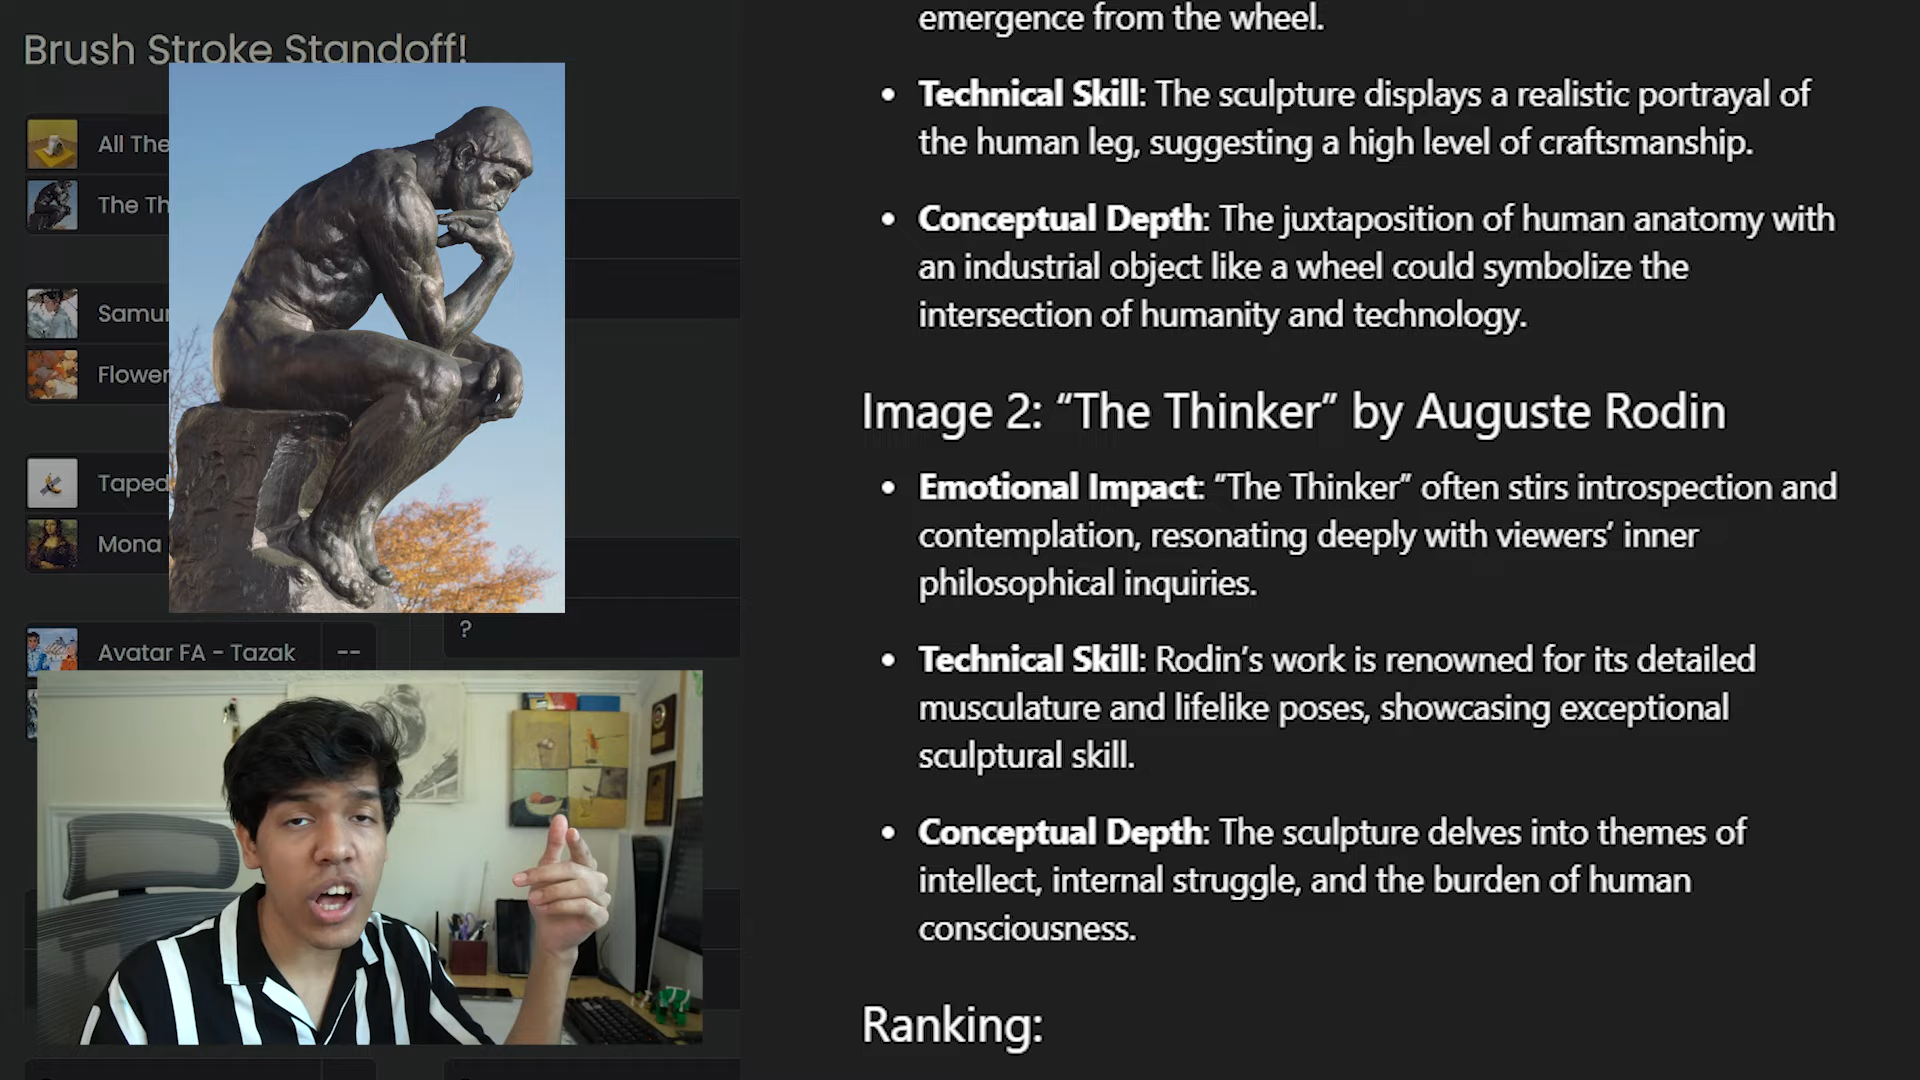 Brush Stroke Standoff!
All The
The Th
Samur
Flower
Taped
Mona
?
Avatar FA - Tazak --
emergence from the wheel.
• Technical Skill: The sculpture displays a realistic portrayal of
the human leg, suggesting a high level of craftsmanship.
• Conceptual Depth: The juxtaposition of human anatomy with
an industrial object like a wheel could symbolize the
intersection of humanity and technology.
Image 2: “The Thinker” by Auguste Rodin
• Emotional Impact: “The Thinker” often stirs introspection and
contemplation, resonating deeply with viewers’ inner
philosophical inquiries.
• Technical Skill: Rodin’s work is renowned for its detailed
musculature and lifelike poses, showcasing exceptional
sculptural skill.
• Conceptual Depth: The sculpture delves into themes of
intellect, internal struggle, and the burden of human
consciousness.
Ranking: